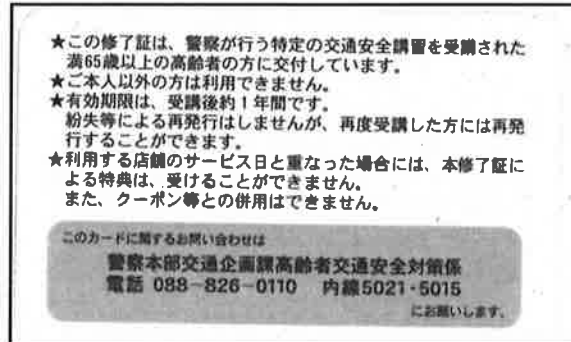 ★この修了証は、警察が行う特定の交通安全講習を受講された
満65歳以上の高齢者の方に交付しています。
★ご本人以外の方は利用できません。
★有効期限は、受講後約1年間です。
紛失等による再発行はしませんが、再度受講した方には再発
行することができます。
★利用する店舗のサービス日と重なった場合には、本修了証に
よる特典は、受けることができません。
また、クーポン等との併用はできません。
このカードに関するお問い合わせは
警察本部交通企画課高齢者交通安全対策係
電話 088-826-0110 内線5021・5015
にお願いします。